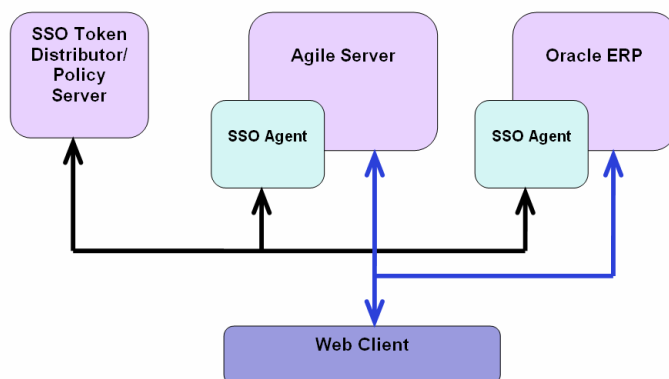 SSO Token
Distributor/
Policy
Server
Agile Server
SSO Agent
Oracle ERP
SSO Agent
Web Client